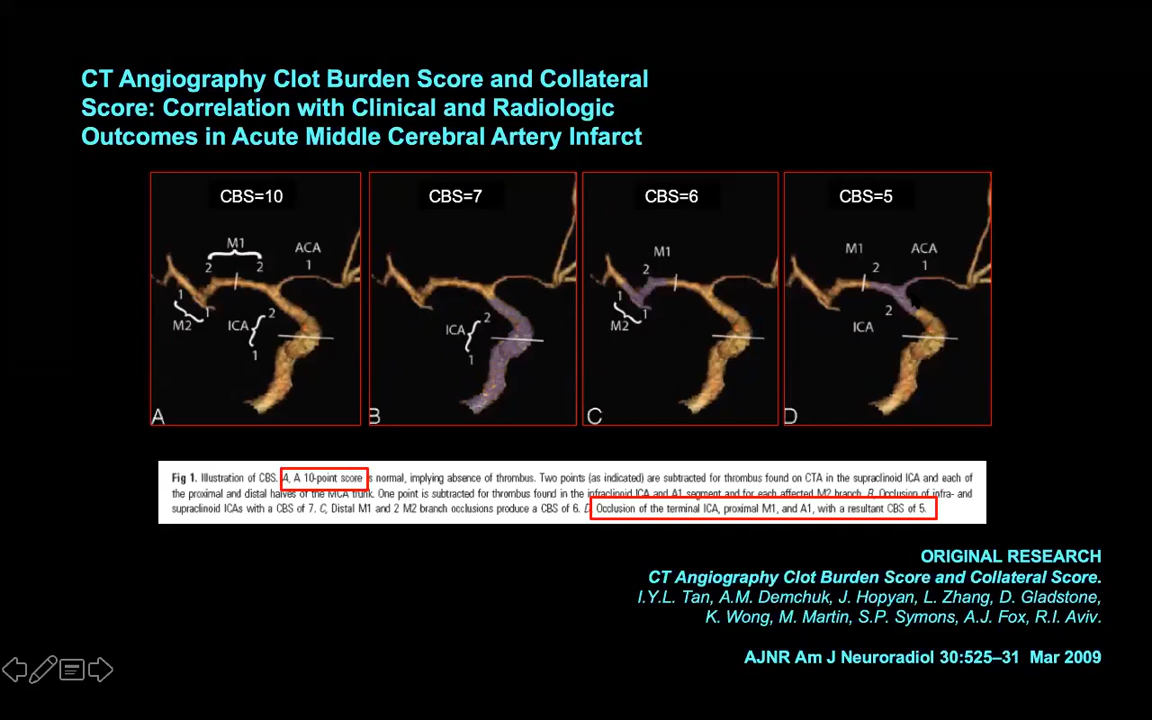 CT Angiography Clot Burden Score and Collateral
Score: Correlation with Clinical and Radiologic
Outcomes in Acute Middle Cerebral Artery Infarct
CBS=10
M1
ACA
2
2
1
1
1
M2
ICA
2
1
A
CBS=7
ICA
2
1
B
CBS=6
M1
2
1
1
M2
C
CBS=5
M1
ACA
2
1
2
ICA
D
Fig 1. Illustration of CBS. A, A 10-point score is normal, implying absence of thrombus. Two points (as indicated) are subtracted for thrombus found on CTA in the supraclinoid ICA and each of
the proximal and distal halves of the MCA trunk. One point is subtracted for thrombus found in the infraclinoid ICA and A1 segment and for each affected M2 branch. B, Occlusion of infra- and
supraclinoid ICAs with a CBS of 7. C, Distal M1 and 2 M2 branch occlusions produce a CBS of 6. D, Occlusion of the terminal ICA, proximal M1, and A1, with a resultant CBS of 5.
ORIGINAL RESEARCH
CT Angiography Clot Burden Score and Collateral Score.
I.Y.L. Tan, A.M. Demchuk, J. Hopyan, L. Zhang, D. Gladstone,
K. Wong, M. Martin, S.P. Symons, A.J. Fox, R.I. Aviv.
AJNR Am J Neuroradiol 30:525–31 Mar 2009